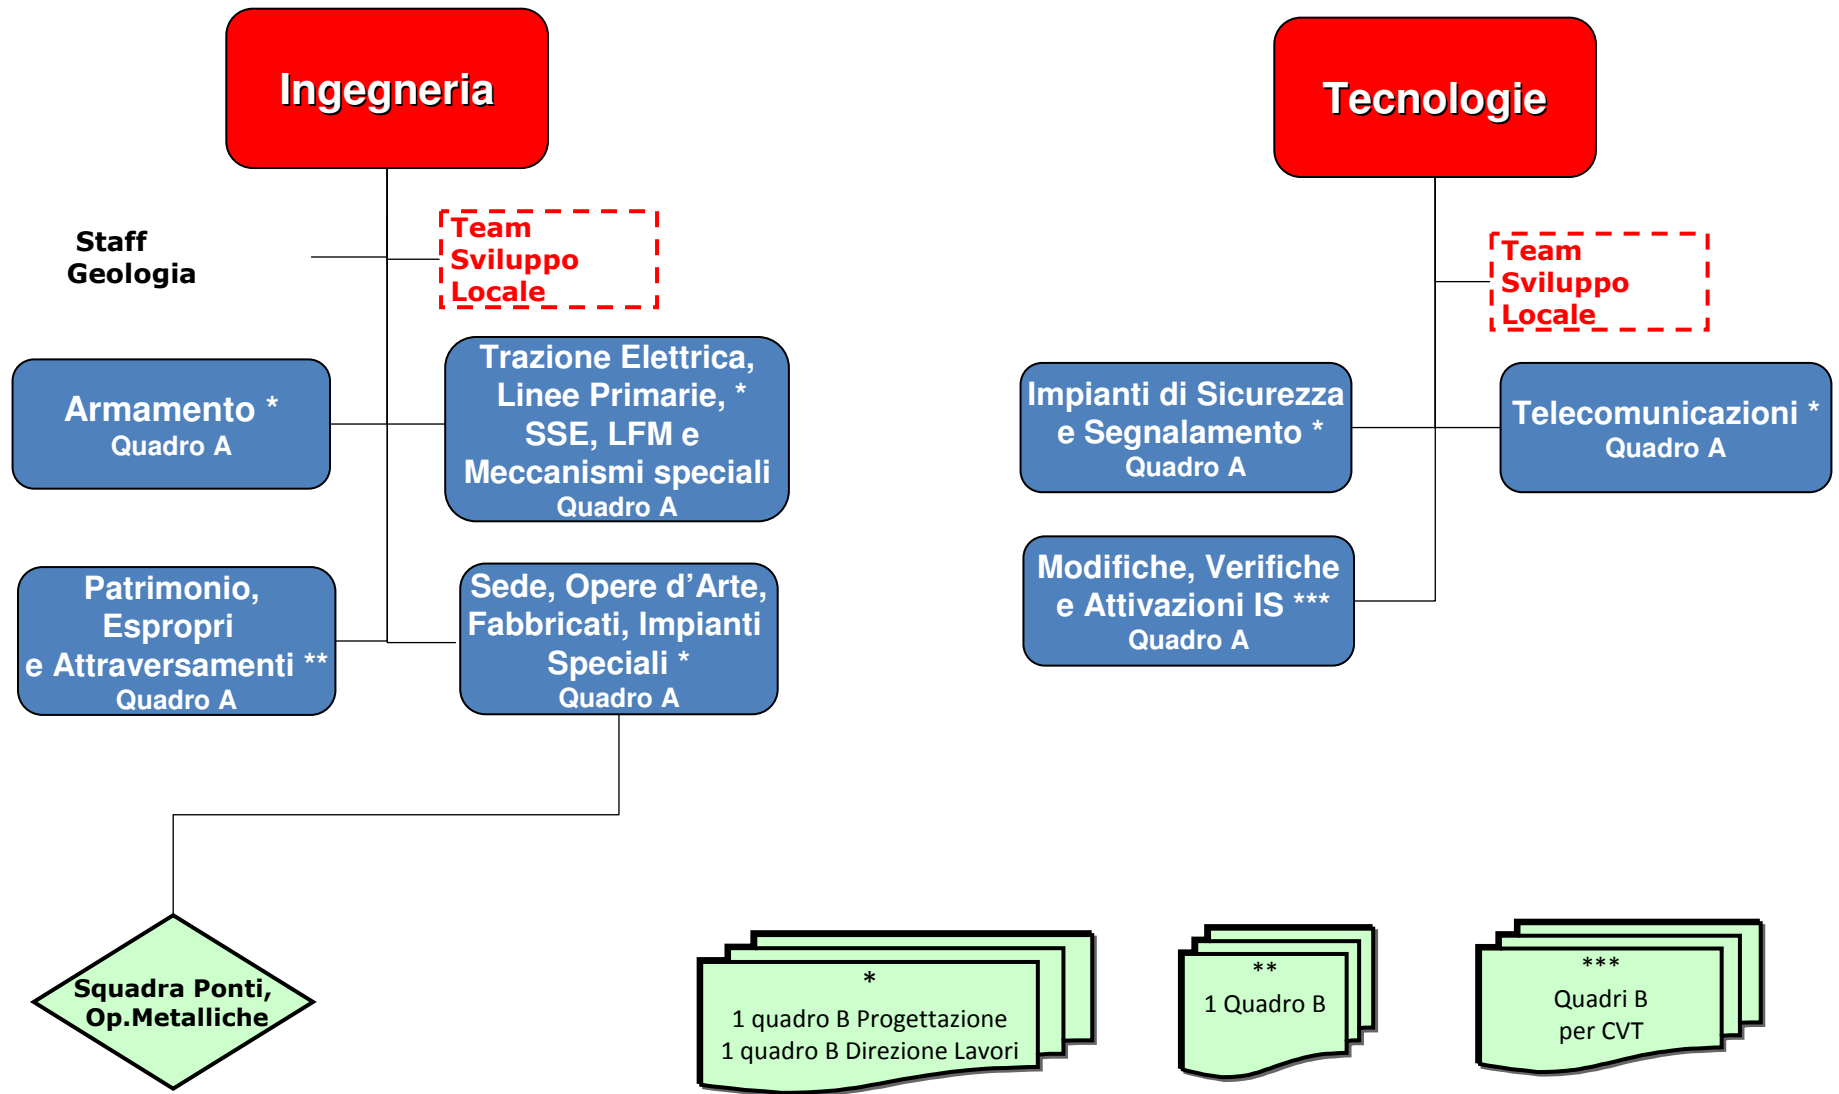 Ingegneria
Tecnologie
Staff
Geologia
Team
Sviluppo
Locale
Team
Sviluppo
Locale
Armamento *
Quadro A
Trazione Elettrica,
Linee Primarie, *
SSE, LFM e
Meccanismi speciali
Quadro A
Impianti di Sicurezza
e Segnalamento *
Quadro A
Telecomunicazioni *
Quadro A
Patrimonio,
Espropri
e Attraversamenti **
Quadro A
Sede, Opere d’Arte,
Fabbricati, Impianti
Speciali *
Quadro A
Modifiche, Verifiche
e Attivazioni IS ***
Quadro A
Squadra Ponti,
Op.Metalliche
*
1 quadro B Progettazione
1 quadro B Direzione Lavori
**
1 Quadro B
***
Quadri B
per CVT